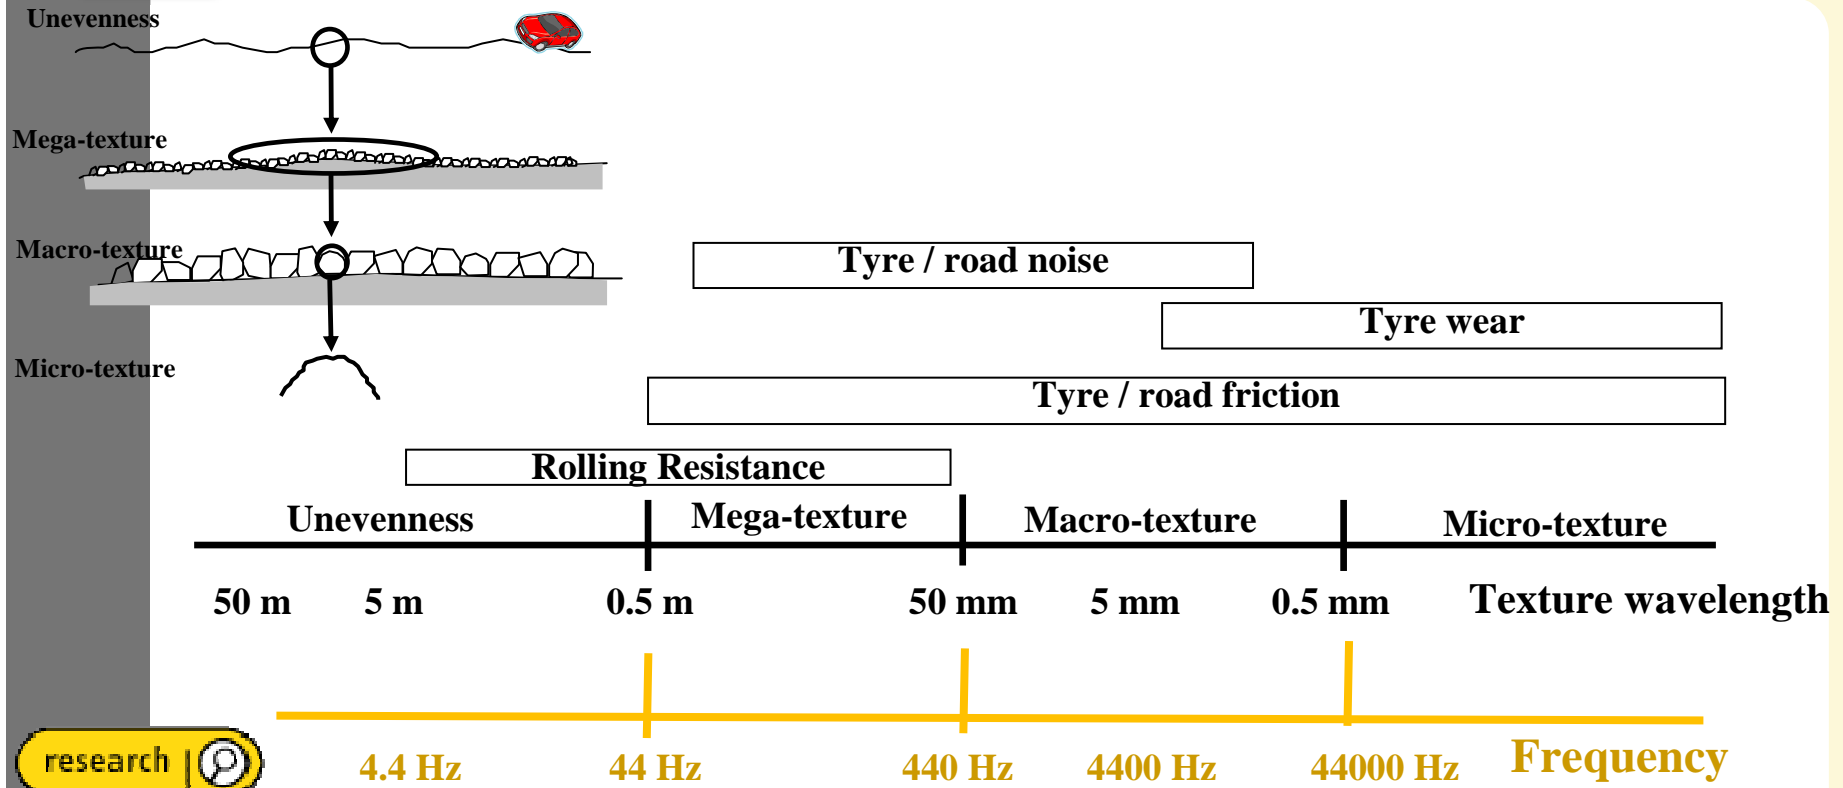 Unevenness
Mega-texture
Macro-texture
Micro-texture
Tyre / road noise
Tyre wear
Tyre / road friction
Rolling Resistance
Unevenness Mega-texture Macro-texture Micro-texture
50 m 5 m 0.5 m 50 mm 5 mm 0.5 mm Texture wavelength
4.4 Hz 44 Hz 440 Hz 4400 Hz 44000 Hz Frequency
research